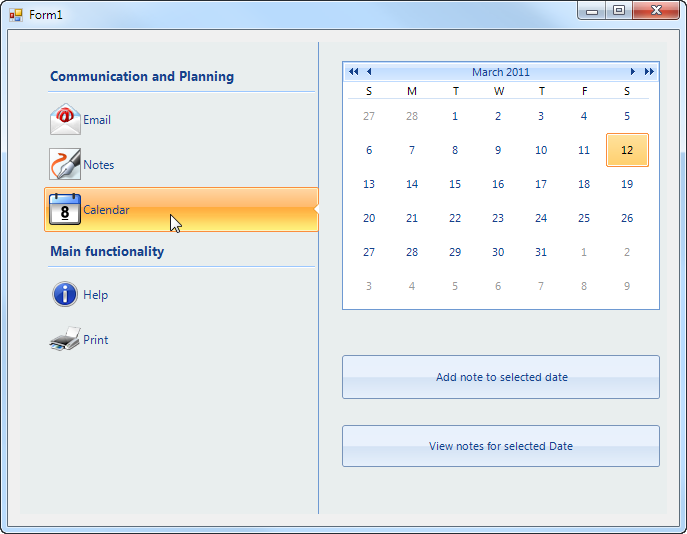 Form1
Communication and Planning
Email
Notes
8
Calendar
Main functionality
Help
Print
March 2011
S M T W T F S
27 28 1 2 3 4 5
6 7 8 9 10 11 12
13 14 15 16 17 18 19
20 21 22 23 24 25 26
27 28 29 30 31 1 2
3 4 5 6 7 8 9
Add note to selected date
View notes for selected Date